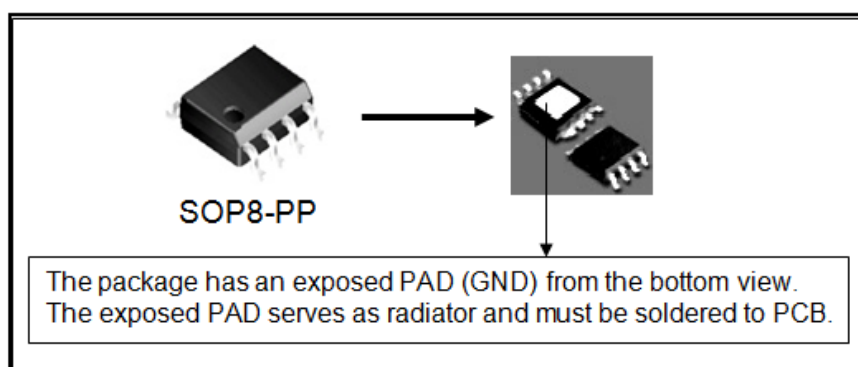 SOP8-PP
The package has an exposed PAD (GND) from the bottom view.
The exposed PAD serves as radiator and must be soldered to PCB.